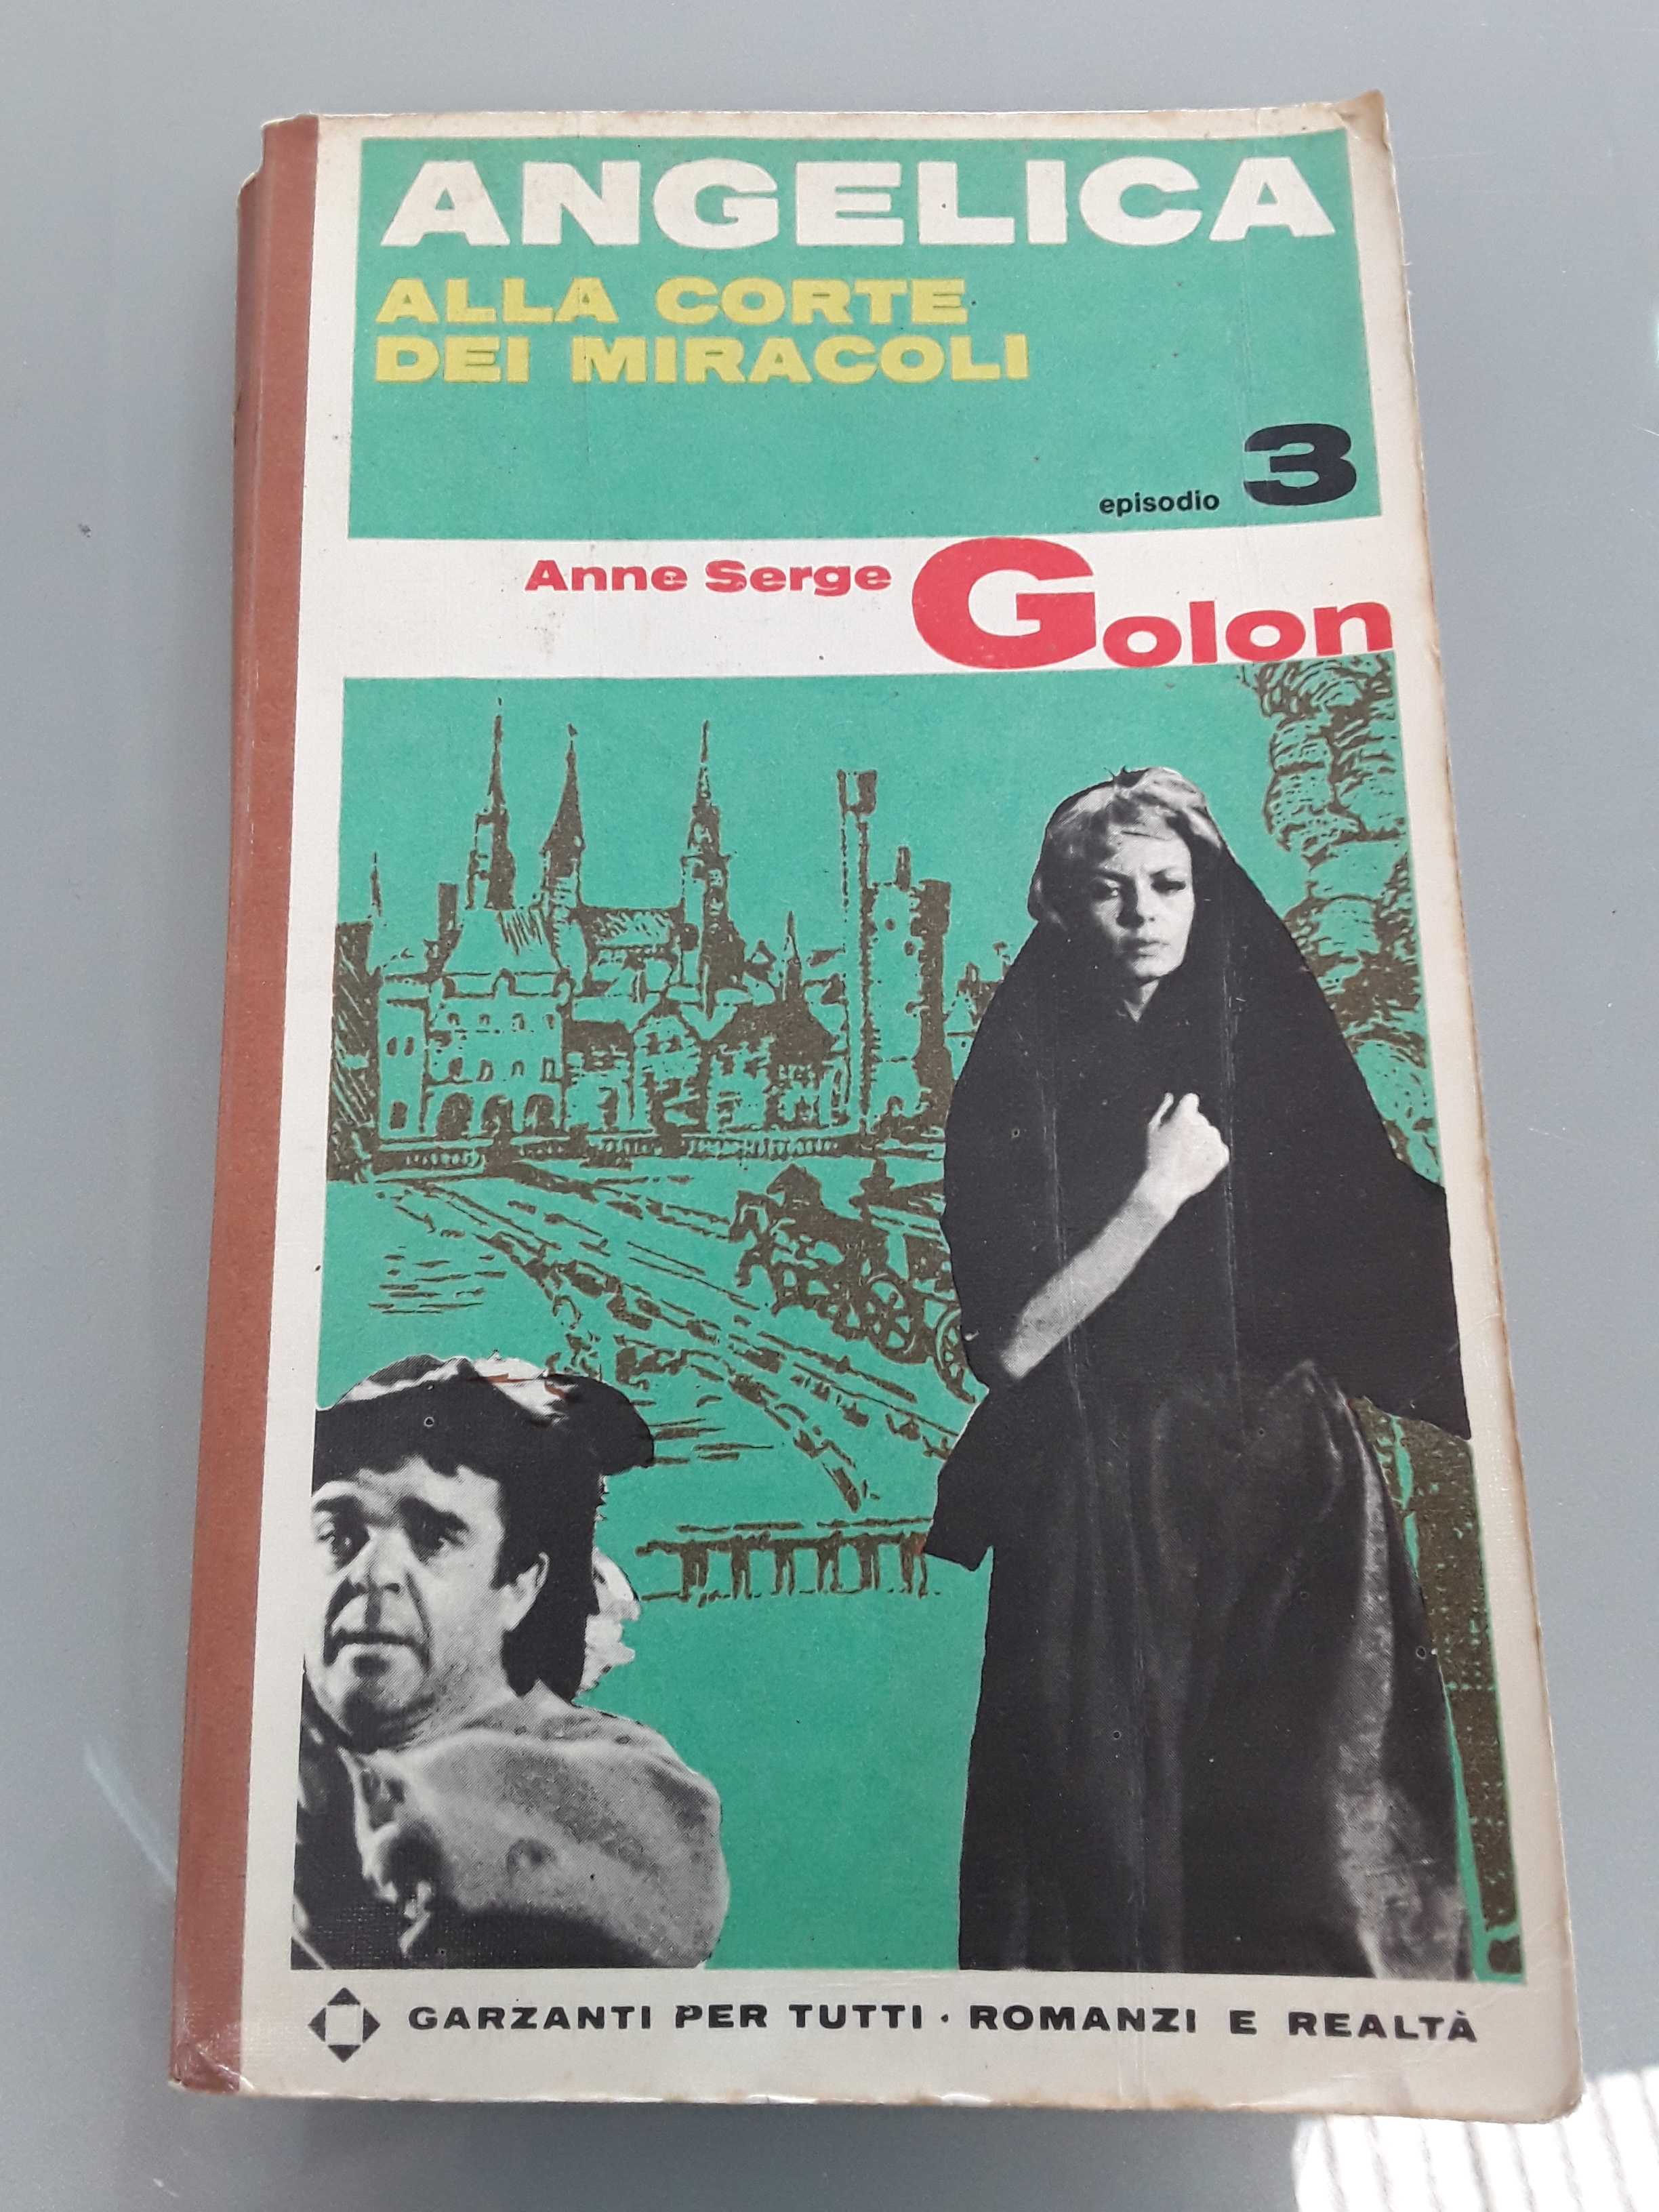 ANGELICA
ALLA CORTE
DEI MIRACOLI
episodio 3
Anne Serge Golon
GARZANTI PER TUTTI · ROMANZI E REALTÀ